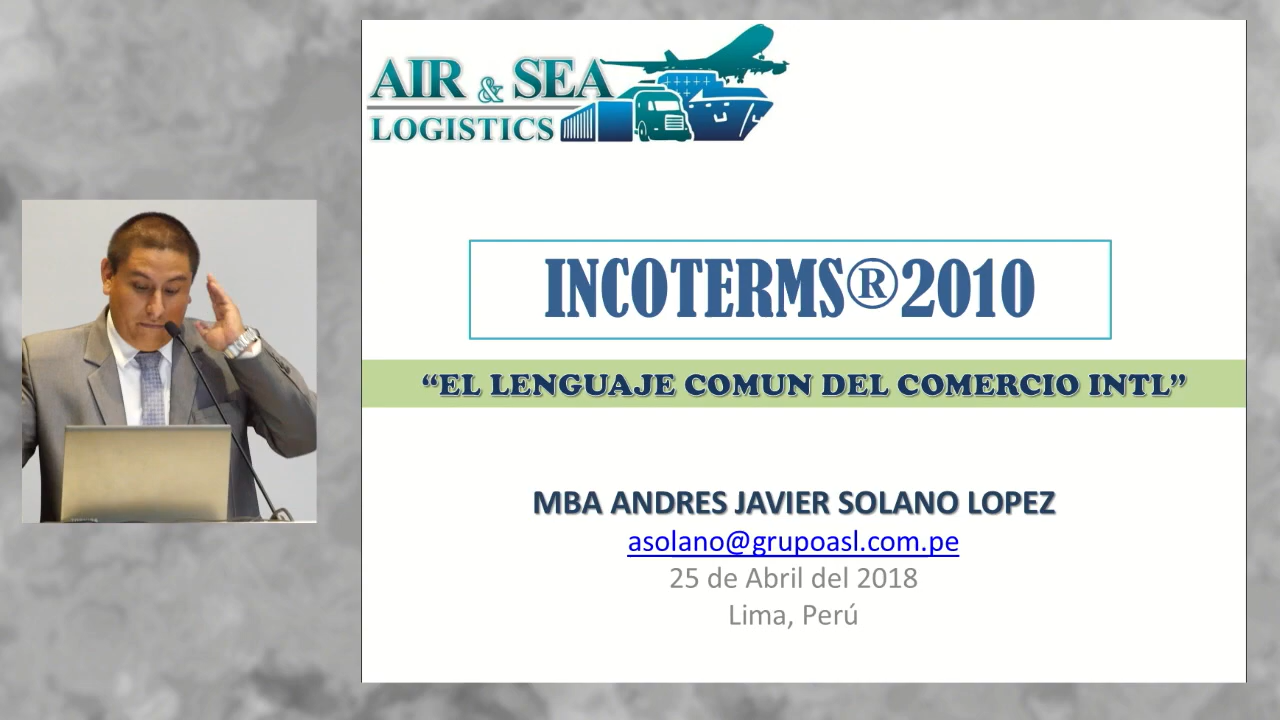 AIR & SEA
LOGISTICS
INCOTERMS®2010
“EL LENGUAJE COMUN DEL COMERCIO INTL”
MBA ANDRES JAVIER SOLANO LOPEZ
asolano@grupoasl.com.pe
25 de Abril del 2018
Lima, Perú